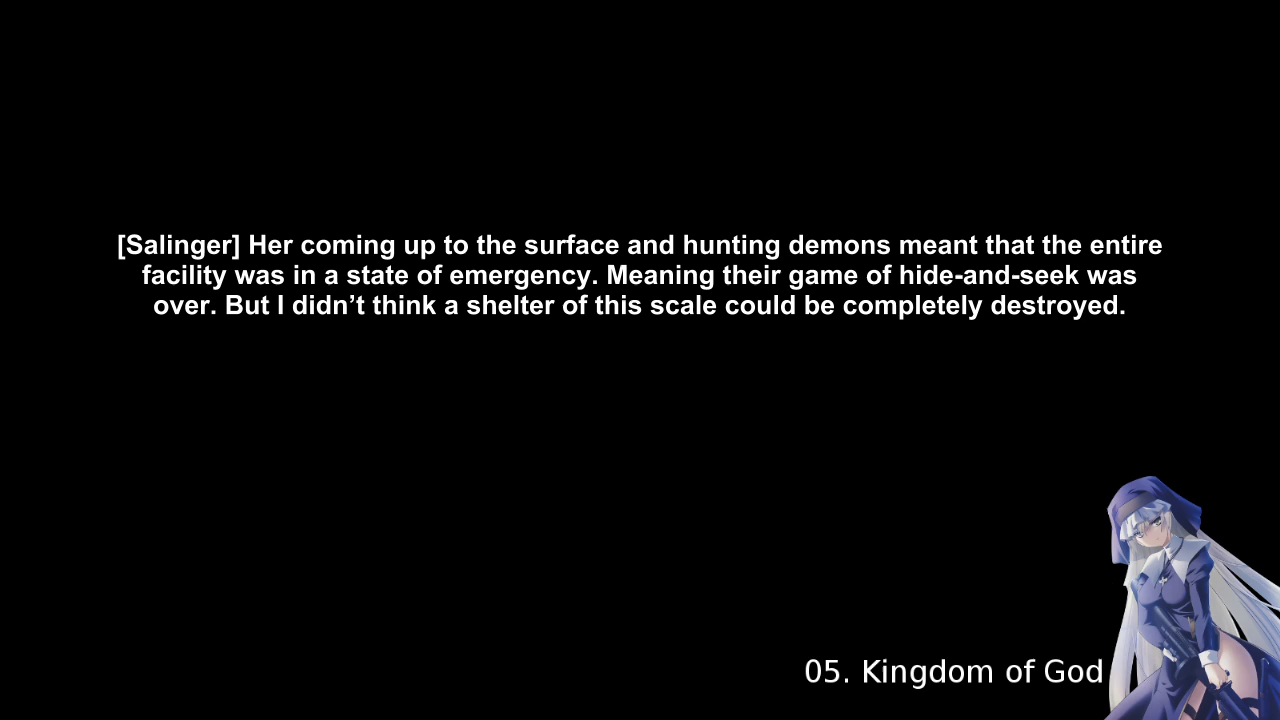 [Salinger] Her coming up to the surface and hunting demons meant that the entire
facility was in a state of emergency. Meaning their game of hide-and-seek was
over. But I didn’t think a shelter of this scale could be completely destroyed.
05. Kingdom of God